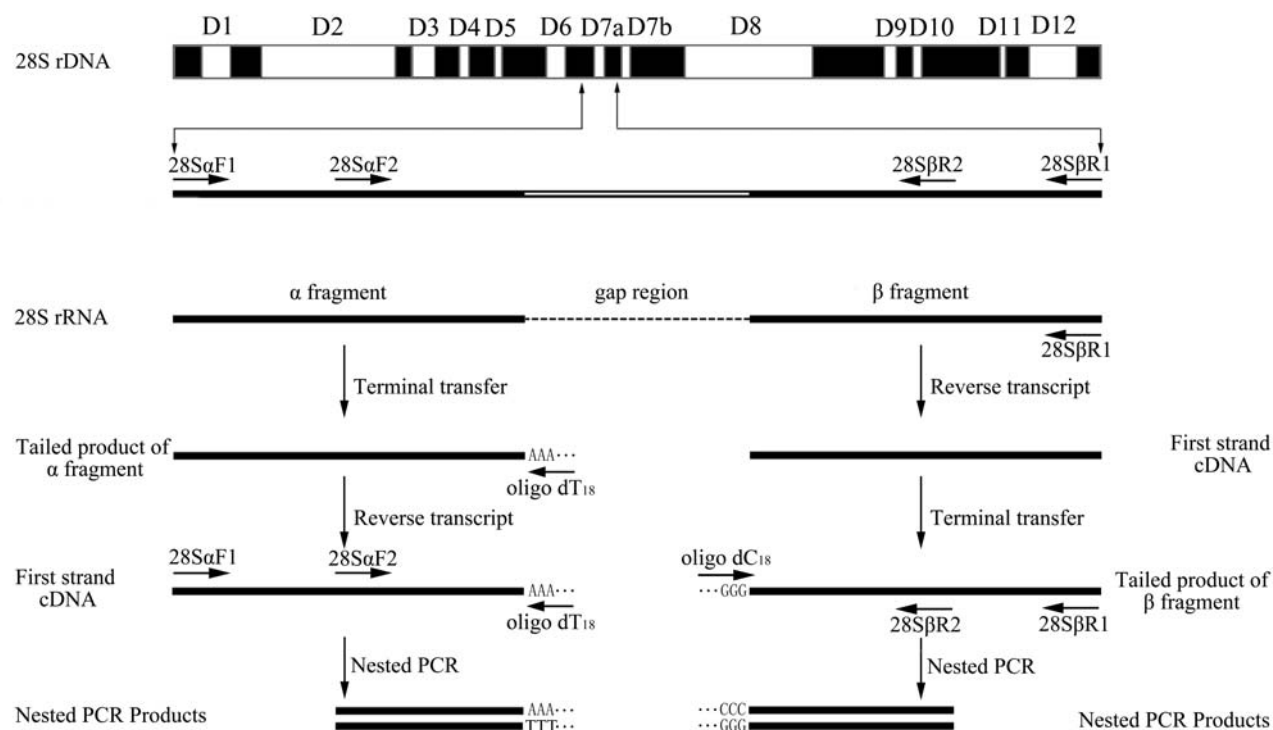 D1 D2 D3 D4 D5 D6 D7a D7b D8 D9 D10 D11 D12
28S rDNA
28SαF1 28SαF2 28SβR2 28SβR1
α fragment gap region β fragment
28S rRNA
28SβR1
Terminal transfer Reverse transcript
Tailed product of
α fragment
AAA···
oligo dT18
First strand
cDNA
Reverse transcript Terminal transfer
28SαF1 28SαF2 oligo dC18
First strand
cDNA
AAA··· ···GGG
oligo dT18
Tailed product of
β fragment
28SβR2 28SβR1
Nested PCR Nested PCR
Nested PCR Products
AAA··· ···CCC
TTT··· ···GGG
Nested PCR Products